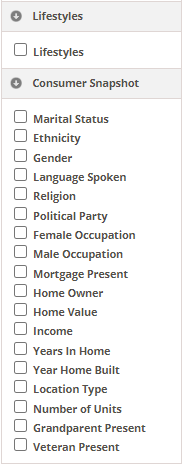 Lifestyles
Lifestyles
Consumer Snapshot
Marital Status
Ethnicity
Gender
Language Spoken
Religion
Political Party
Female Occupation
Male Occupation
Mortgage Present
Home Owner
Home Value
Income
Years In Home
Year Home Built
Location Type
Number of Units
Grandparent Present
Veteran Present